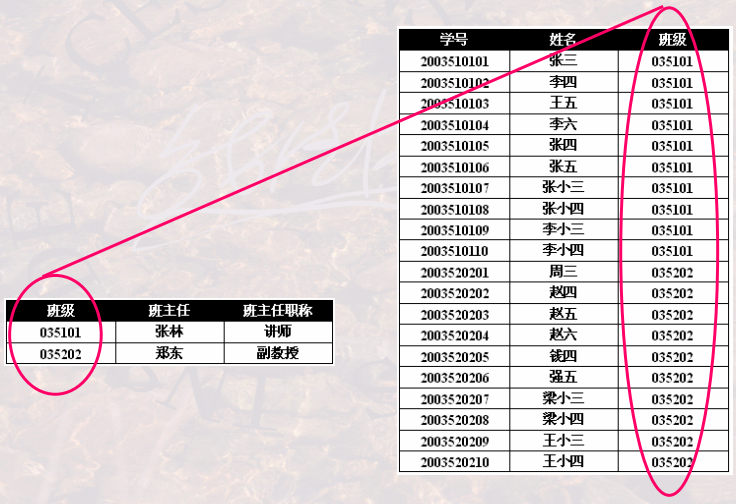 学号 姓名 班级
2003510101 张三 035101
2003510102 李四 035101
2003510103 王五 035101
2003510104 李六 035101
2003510105 张四 035101
2003510106 张五 035101
2003510107 张小三 035101
2003510108 张小四 035101
2003510109 李小三 035101
2003510110 李小四 035101
2003520201 周三 035202
2003520202 赵四 035202
2003520203 赵五 035202
2003520204 赵六 035202
2003520205 钱四 035202
2003520206 强五 035202
2003520207 梁小三 035202
2003520208 梁小四 035202
2003520209 王小三 035202
2003520210 王小四 035202
班级 班主任 班主任职称
035101 张林 讲师
035202 郑东 副教授